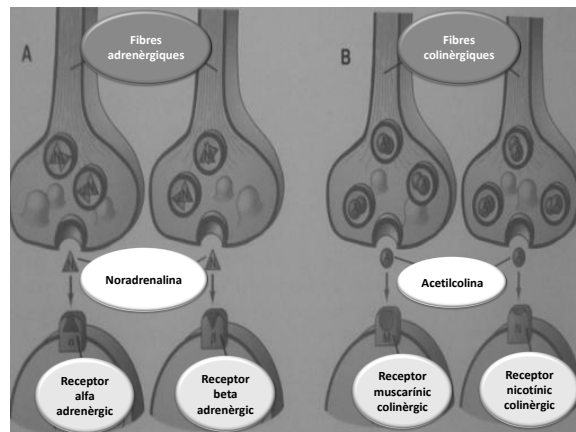 A
Fibres
adrenèrgiques
B
Fibres
colinèrgiques
Noradrenalina
Acetilcolina
α
β
M
N
Receptor
alfa
adrenèrgic
Receptor
beta
adrenèrgic
Receptor
muscarínic
colinèrgic
Receptor
nicotínic
colinèrgic